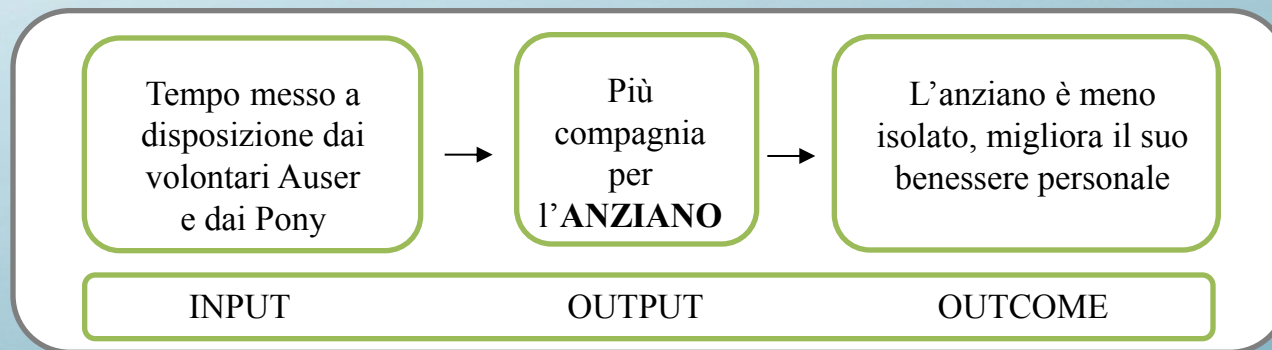 Tempo messo a
disposizione dai
volontari Auser
e dai Pony
Più
compagnia
per
l’ANZIANO
L’anziano è meno
isolato, migliora il suo
benessere personale
INPUT
OUTPUT
OUTCOME